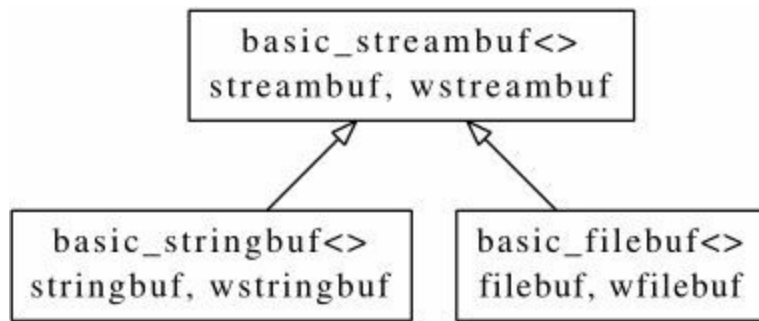 basic_streambuf<>
streambuf, wstreambuf
basic_stringbuf<>
stringbuf, wstringbuf
basic_filebuf<>
filebuf, wfilebuf